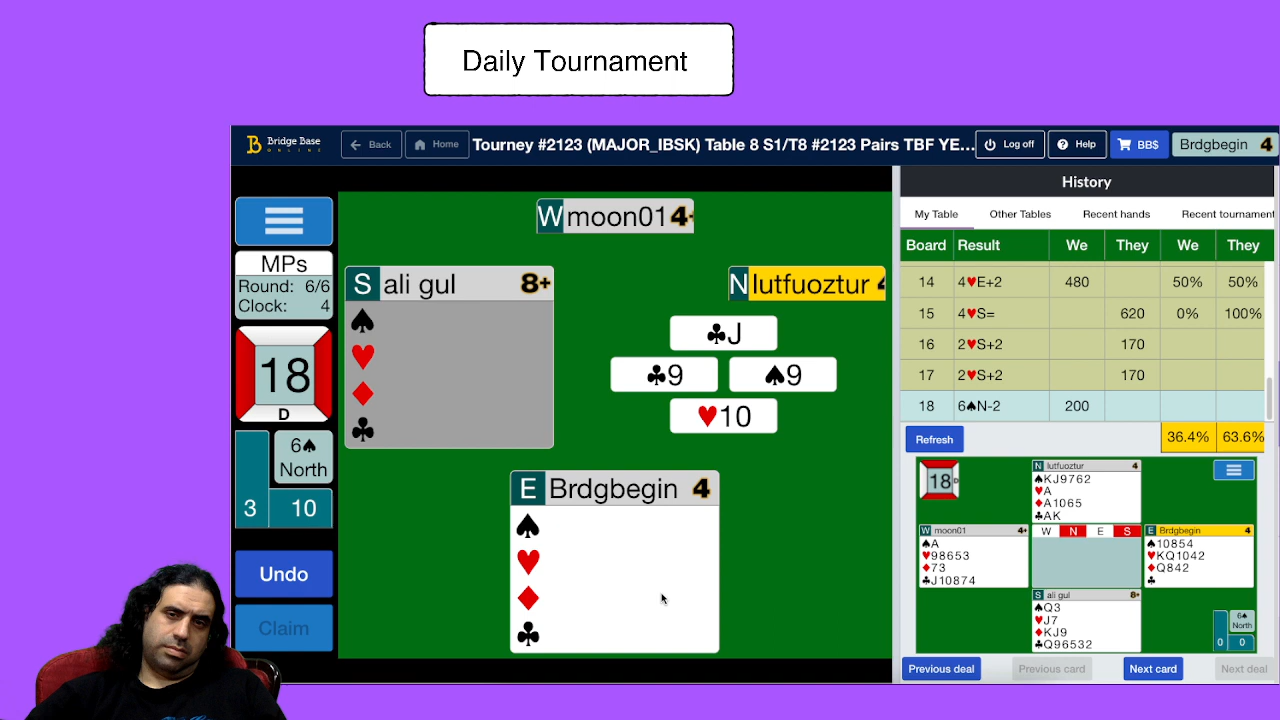 Daily Tournament
Bridge Base ONLINE Back Home Tourney #2123 (MAJOR_IBSK) Table 8 S1/T8 #2123 Pairs TBF YE... Log off Help BB$ Brdgbegin 4
History
My Table Other Tables Recent hands Recent tournament
Board Result We They We They
14 4♥E+2 480 50% 50%
15 4♥S= 620 0% 100%
16 2♥S+2 170
17 2♥S+2 170
18 6♠N-2 200
36.4% 63.6%
Refresh
MPs
Round: 6/6
Clock: 4
18
D
6♠
North
3 10
Undo
Claim
W moon01 4+
S ali gul 8+
N lutfuoztur 4
♠
♥
♦
♣
♣J
♣9 ♠9
♥10
E Brdgbegin 4
♠
♥
♦
♣
18 D
N lutfuoztur 4
♠KJ9762
♥A
♦A1065
♣AK
W moon01 4+
♠A
♥98653
♦73
♣J10874
W N E S
E Brdgbegin 4
♠10854
♥KQ1042
♦Q842
♣
S ali gul 8+
♠Q3
♥J7
♦KJ9
♣Q96532
6♠
North
0 0
Previous deal Previous card Next card Next deal